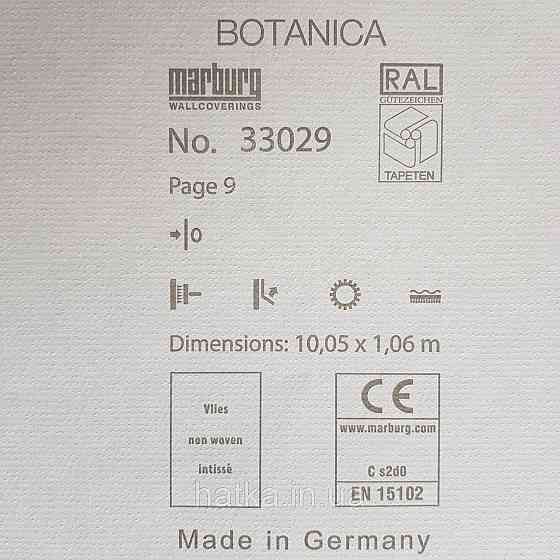 BOTANICA
marburg
WALLCOVERINGS
RAL
GÜTEZEICHEN
TAPETEN
No. 33029
Page 9
0
Dimensions: 10,05 x 1,06 m
Vlies
non woven
intissé
CE
www.marburg.com
C s2d0
EN 15102
hatka.in.ua
Made in Germany